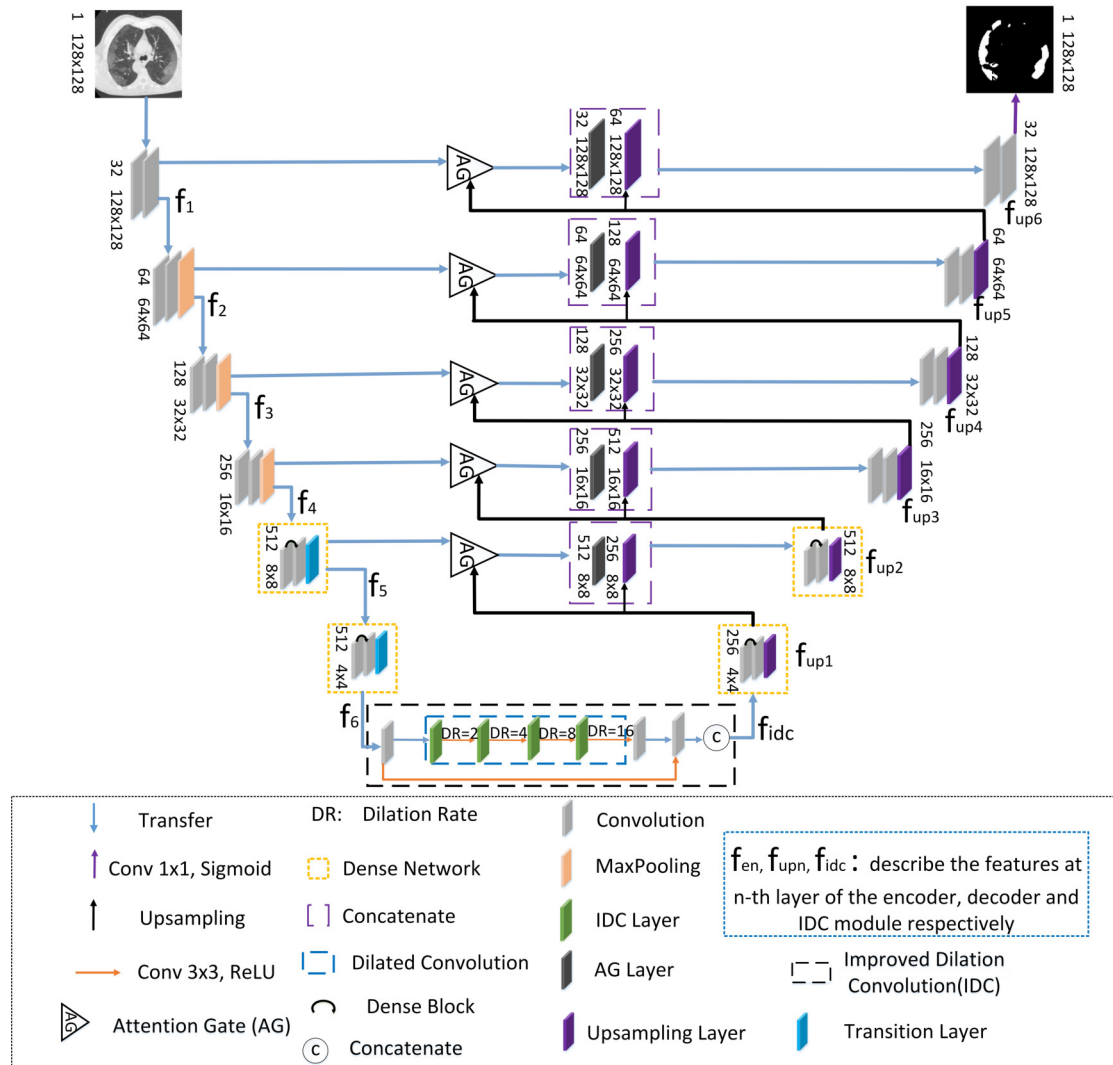 1 128x128
1 128x128
32 128x128
f1
AG
32 128x128
64 128x128
32 128x128
fup6
64 64x64
f2
AG
64 64x64
128 64x64
64 64x64
fup5
128 32x32
f3
AG
128 32x32
256 32x32
128 32x32
fup4
256 16x16
f4
AG
256 16x16
512 16x16
256 16x16
fup3
512 8x8
f5
AG
512 8x8
256 8x8
512 8x8
fup2
512 4x4
f6
256 4x4
fup1
DR=2 DR=4 DR=8 DR=16
C
fidc
Transfer
Conv 1x1, Sigmoid
Upsampling
Conv 3x3, ReLU
AG
Attention Gate (AG)
DR: Dilation Rate
Dense Network
Concatenate
Dilated Convolution
Dense Block
C
Concatenate
Convolution
MaxPooling
IDC Layer
AG Layer
Upsampling Layer
fen, fupn, fidc: describe the features at
n-th layer of the encoder, decoder and
IDC module respectively
Improved Dilation
Convolution(IDC)
Transition Layer